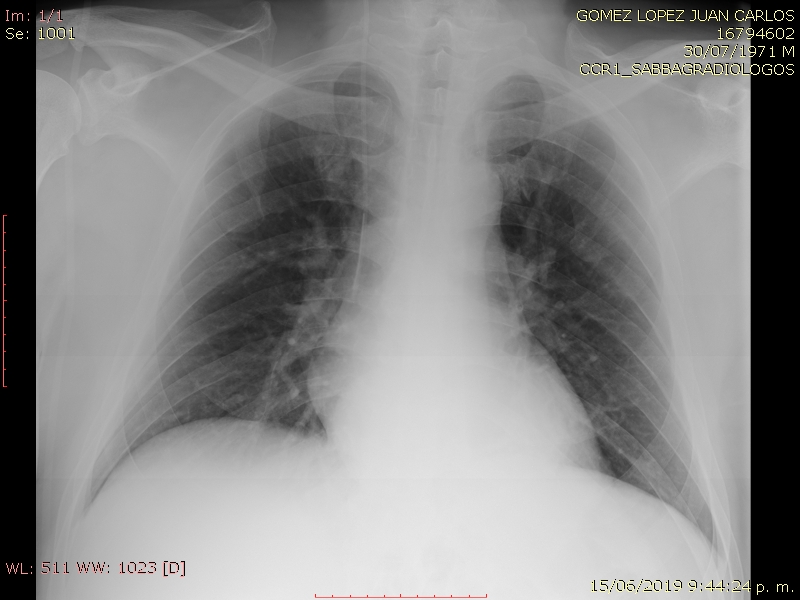 Im: 1/1
Se: 1001
GOMEZ LOPEZ JUAN CARLOS
16794602
30/07/1971 M
CCR1_SABBAGRADIOLOGOS
WL: 511 WW: 1023 [D]
15/06/2019 9:44:24 p. m.